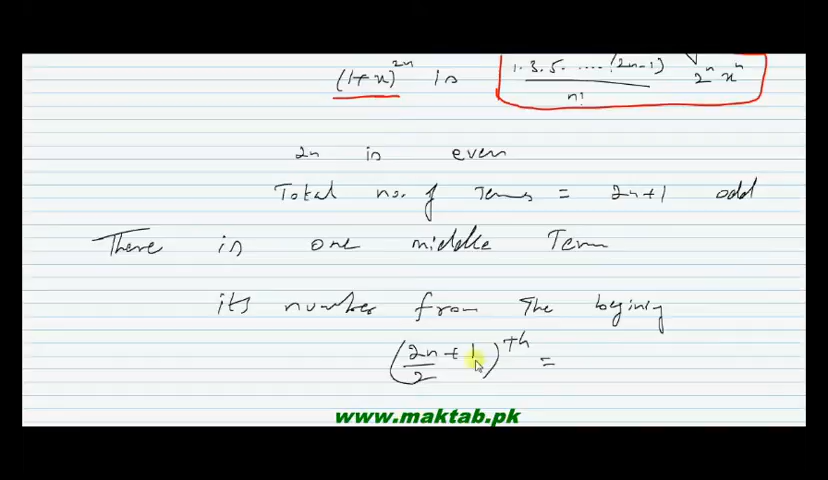 (1+x)^2n is 1.3.5. .... (2n-1) / n! 2^n x^n
2n is even
Total no. of Terms = 2n+1 odd
There is one middle Term
its number from The begining
(2n/2 + 1)^th =
www.maktab.pk